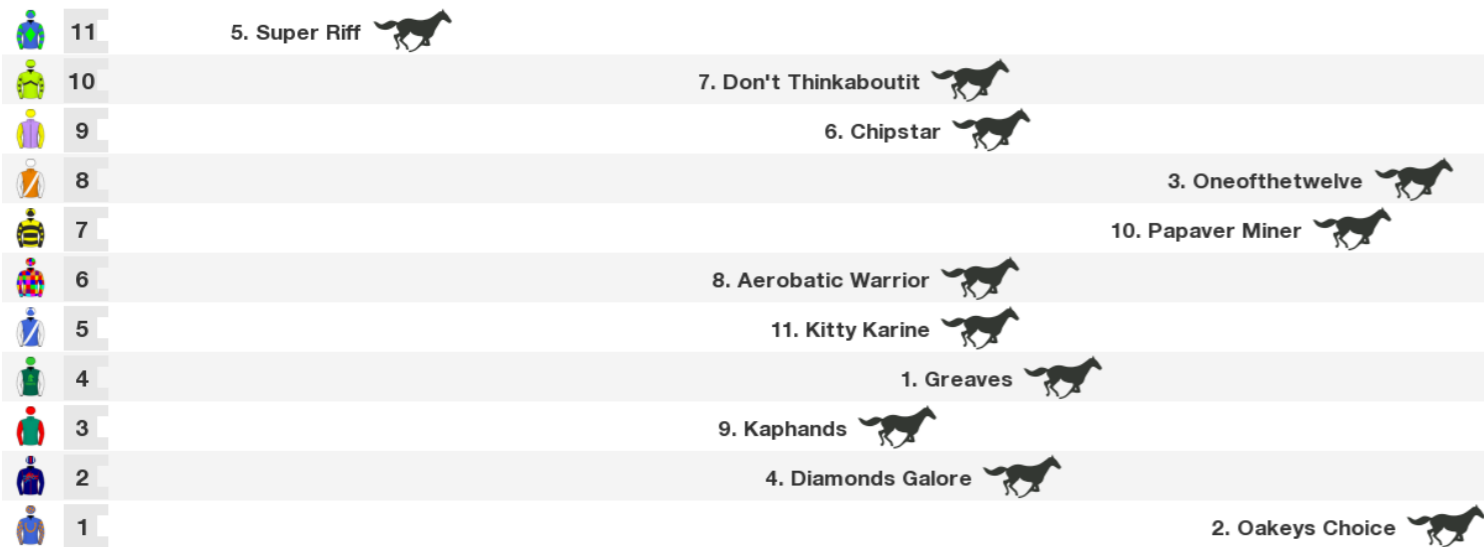 11 5. Super Riff
10 7. Don't Thinkaboutit
9 6. Chipstar
8 3. Oneofthetwelve
7 10. Papaver Miner
6 8. Aerobatic Warrior
5 11. Kitty Karine
4 1. Greaves
3 9. Kaphands
2 4. Diamonds Galore
1 2. Oakeys Choice